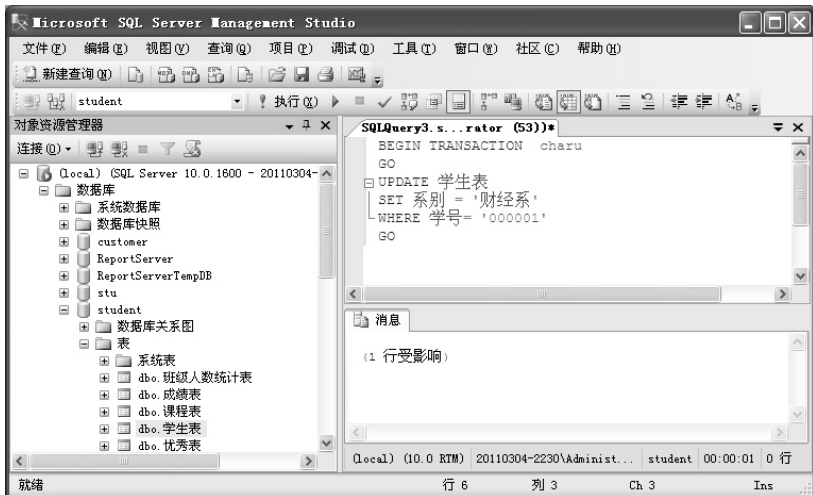 Microsoft SQL Server Management Studio
文件(F) 编辑(E) 视图(V) 查询(Q) 项目(P) 调试(D) 工具(T) 窗口(W) 社区(C) 帮助(H)
新建查询(N)
student 执行(X)
对象资源管理器
连接(O)
(local) (SQL Server 10.0.1600 - 20110304-
数据库
系统数据库
数据库快照
customer
ReportServer
ReportServerTempDB
stu
student
数据库关系图
表
系统表
dbo.班级人数统计表
dbo.成绩表
dbo.课程表
dbo.学生表
dbo.优秀表
SQLQuery3.s...rator (53))*
BEGIN TRANSACTION charu
GO
UPDATE 学生表
SET 系别 = '财经系'
WHERE 学号= '000001'
GO
消息
(1 行受影响)
(local) (10.0 RTM) 20110304-2230\Administ... student 00:00:01 0 行
就绪 行 6 列 3 Ch 3 Ins